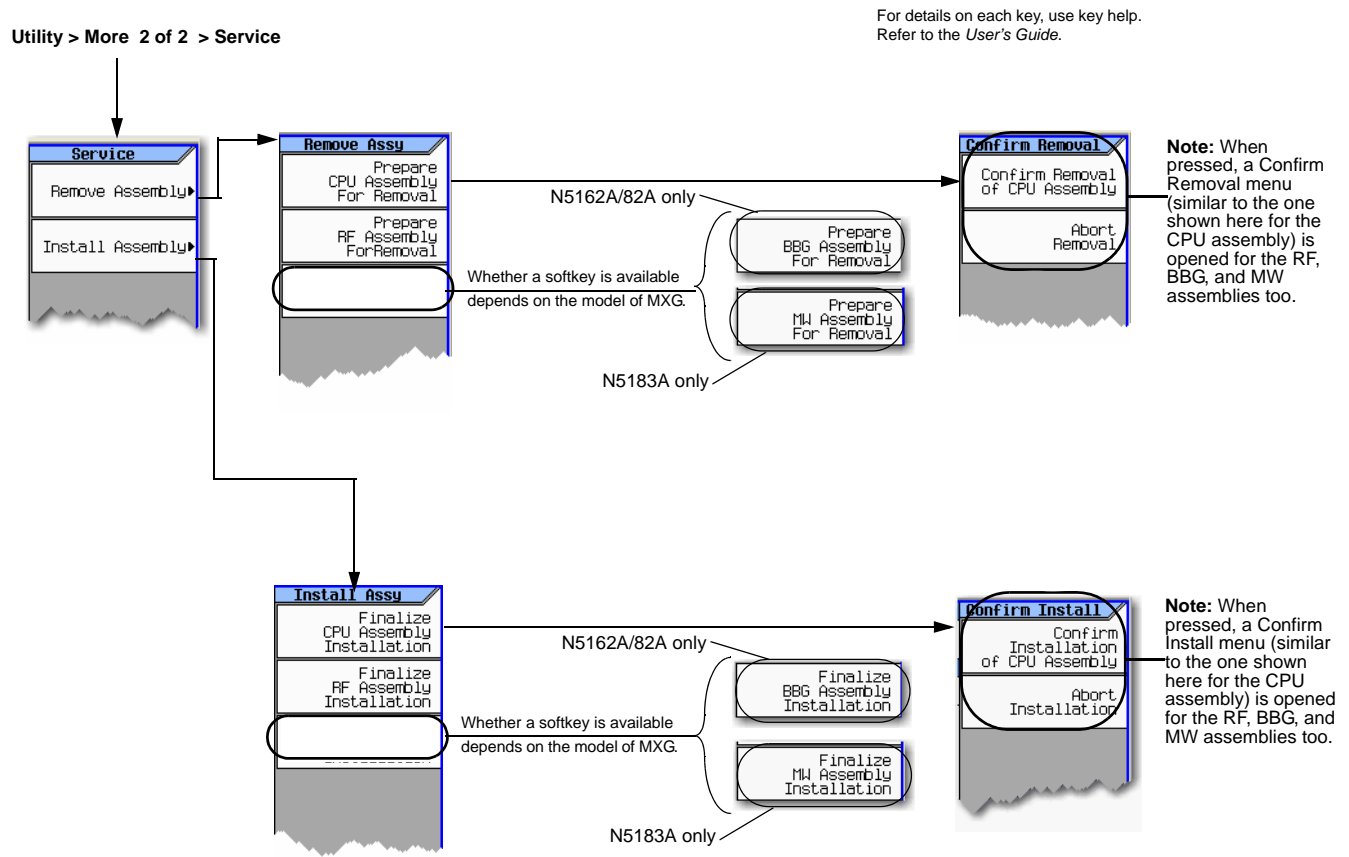 For details on each key, use key help.
Refer to the User's Guide.
Utility > More 2 of 2 > Service
Service
Remove Assembly
Install Assembly
Remove Assy
Prepare
CPU Assembly
For Removal
Prepare
RF Assembly
ForRemoval
Whether a softkey is available
depends on the model of MXG.
N5162A/82A only
Prepare
BBG Assembly
For Removal
Prepare
MW Assembly
For Removal
N5183A only
Confirm Removal
Confirm Removal
of CPU Assembly
Abort
Removal
Note: When
pressed, a Confirm
Removal menu
(similar to the one
shown here for the
CPU assembly) is
opened for the RF,
BBG, and MW
assemblies too.
Install Assy
Finalize
CPU Assembly
Installation
Finalize
RF Assembly
Installation
Whether a softkey is available
depends on the model of MXG.
N5162A/82A only
Finalize
BBG Assembly
Installation
Finalize
MW Assembly
Installation
N5183A only
Confirm Install
Confirm
Installation
of CPU Assembly
Abort
Installation
Note: When
pressed, a Confirm
Install menu (similar
to the one shown
here for the CPU
assembly) is opened
for the RF, BBG, and
MW assemblies too.